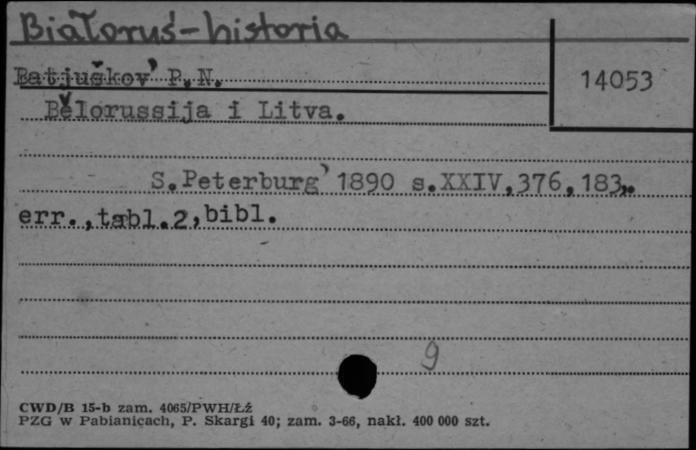 Białoruś – historia
Batjuškov' P.N.
14053
Bělorussija i Litva.
S.Peterburg' 1890 s.XXIV,376,183,.
err.,tabl.2,bibl.
9
CWD/B 15-b zam. 4065/PWH/Łź
PZG w Pabianicach, P. Skargi 40; zam. 3-66, nakł. 400 000 szt.